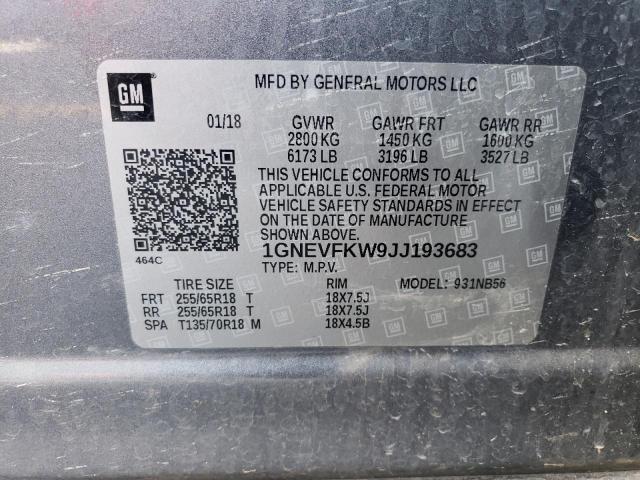 GM
MFD BY GENERAL MOTORS LLC
01/18 GVWR GAWR FRT GAWR RR
2800 KG 1450 KG 1600 KG
6173 LB 3196 LB 3527 LB
THIS VEHICLE CONFORMS TO ALL
APPLICABLE U.S. FEDERAL MOTOR
VEHICLE SAFETY STANDARDS IN EFFECT
ON THE DATE OF MANUFACTURE
SHOWN ABOVE.
464C
1GNEVFKW9JJ193683
TYPE: M.P.V. MODEL: 931NB56
TIRE SIZE RIM
FRT 255/65R18 T 18X7.5J
RR 255/65R18 T 18X7.5J
SPA T135/70R18 M 18X4.5B